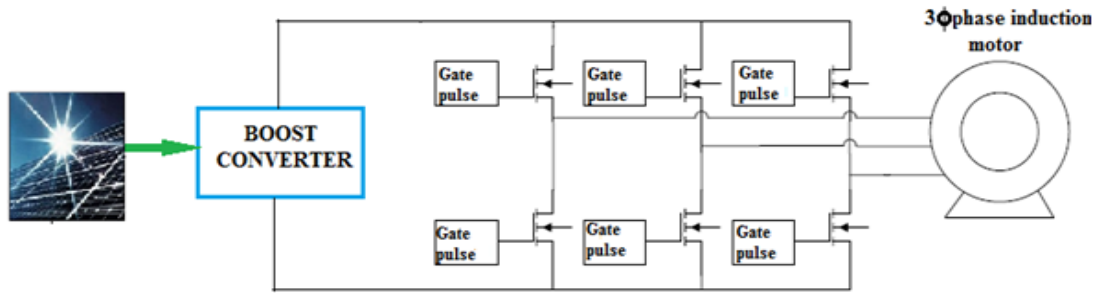 3Φphase induction
motor
Gate
pulse
Gate
pulse
Gate
pulse
BOOST
CONVERTER
Gate
pulse
Gate
pulse
Gate
pulse